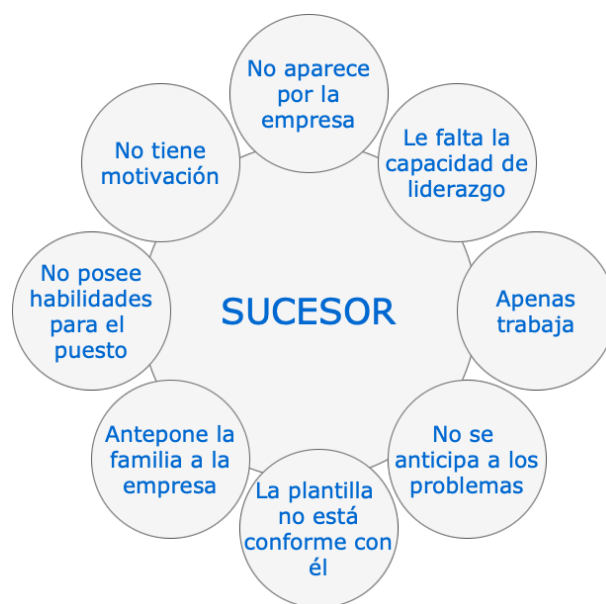 No aparece
por la
empresa
Le falta la
capacidad de
liderazgo
Apenas
trabaja
No se
anticipa a los
problemas
La plantilla
no está
conforme con
él
Antepone la
familia a la
empresa
No posee
habilidades
para el
puesto
No tiene
motivación
SUCESOR